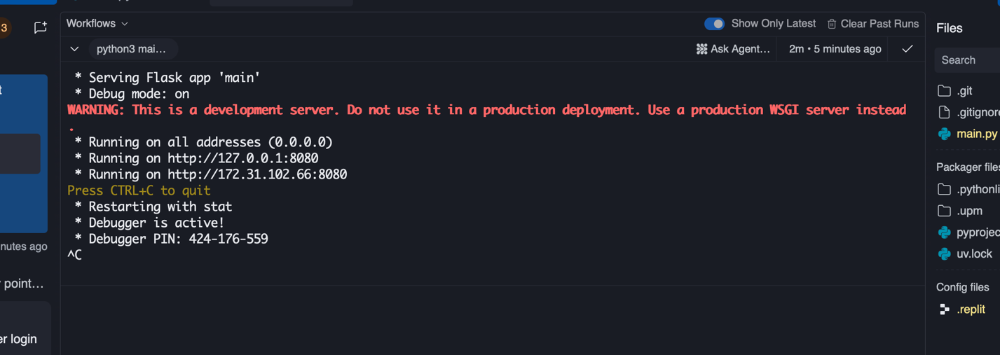 3
Workflows
Show Only Latest
Clear Past Runs
python3 mai...
Ask Agent...
2m • 5 minutes ago
* Serving Flask app 'main'
* Debug mode: on
WARNING: This is a development server. Do not use it in a production deployment. Use a production WSGI server instead
.
* Running on all addresses (0.0.0.0)
* Running on http://127.0.0.1:8080
* Running on http://172.31.102.66:8080
Press CTRL+C to quit
* Restarting with stat
* Debugger is active!
* Debugger PIN: 424-176-559
^C
nutes ago
point...
er login
Files
Search
.git
.gitignor
main.py
Packager files
.pythonli
.upm
pyprojec
uv.lock
Config files
.replit